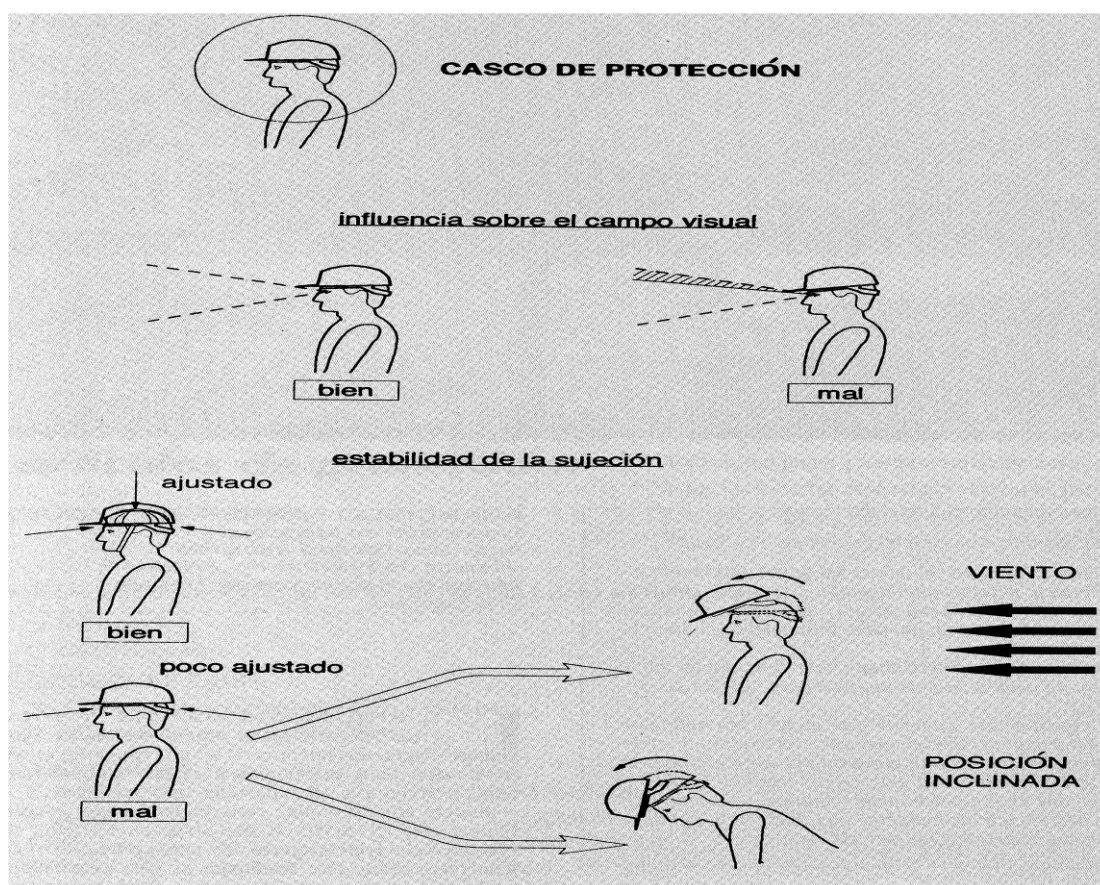 CASCO DE PROTECCIÓN
influencia sobre el campo visual
bien
mal
estabilidad de la sujeción
ajustado
bien
VIENTO
poco ajustado
mal
POSICIÓN
INCLINADA